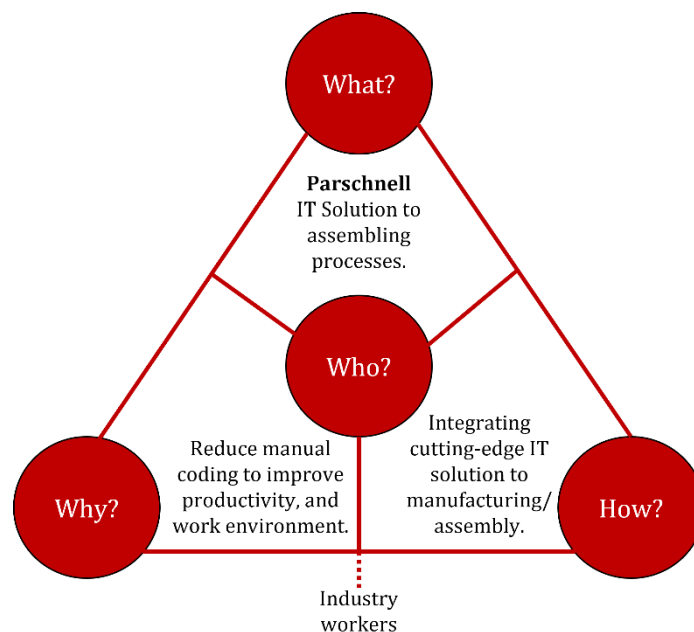 What?
Parschnell
IT Solution to
assembling
processes.
Who?
Why?
Reduce manual
coding to improve
productivity, and
work environment.
Integrating
cutting-edge IT
solution to
manufacturing/
assembly.
How?
Industry
workers